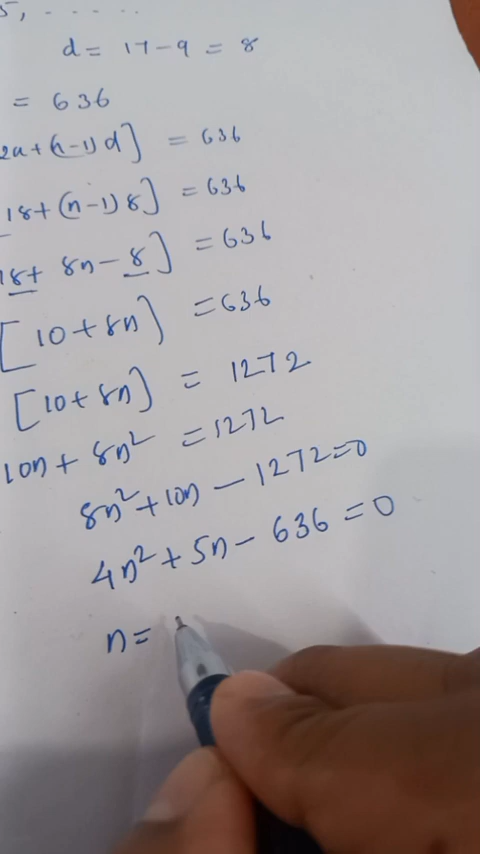 5, .....
d = 17 - 9 = 8
= 636
2a + (n-1)d] = 636
[18 + (n-1)8] = 636
18 + 8n - 8] = 636
[10 + 8n] = 636
[10 + 8n] = 1272
10n + 8n² = 1272
8n² + 10n - 1272 = 0
4n² + 5n - 636 = 0
n =